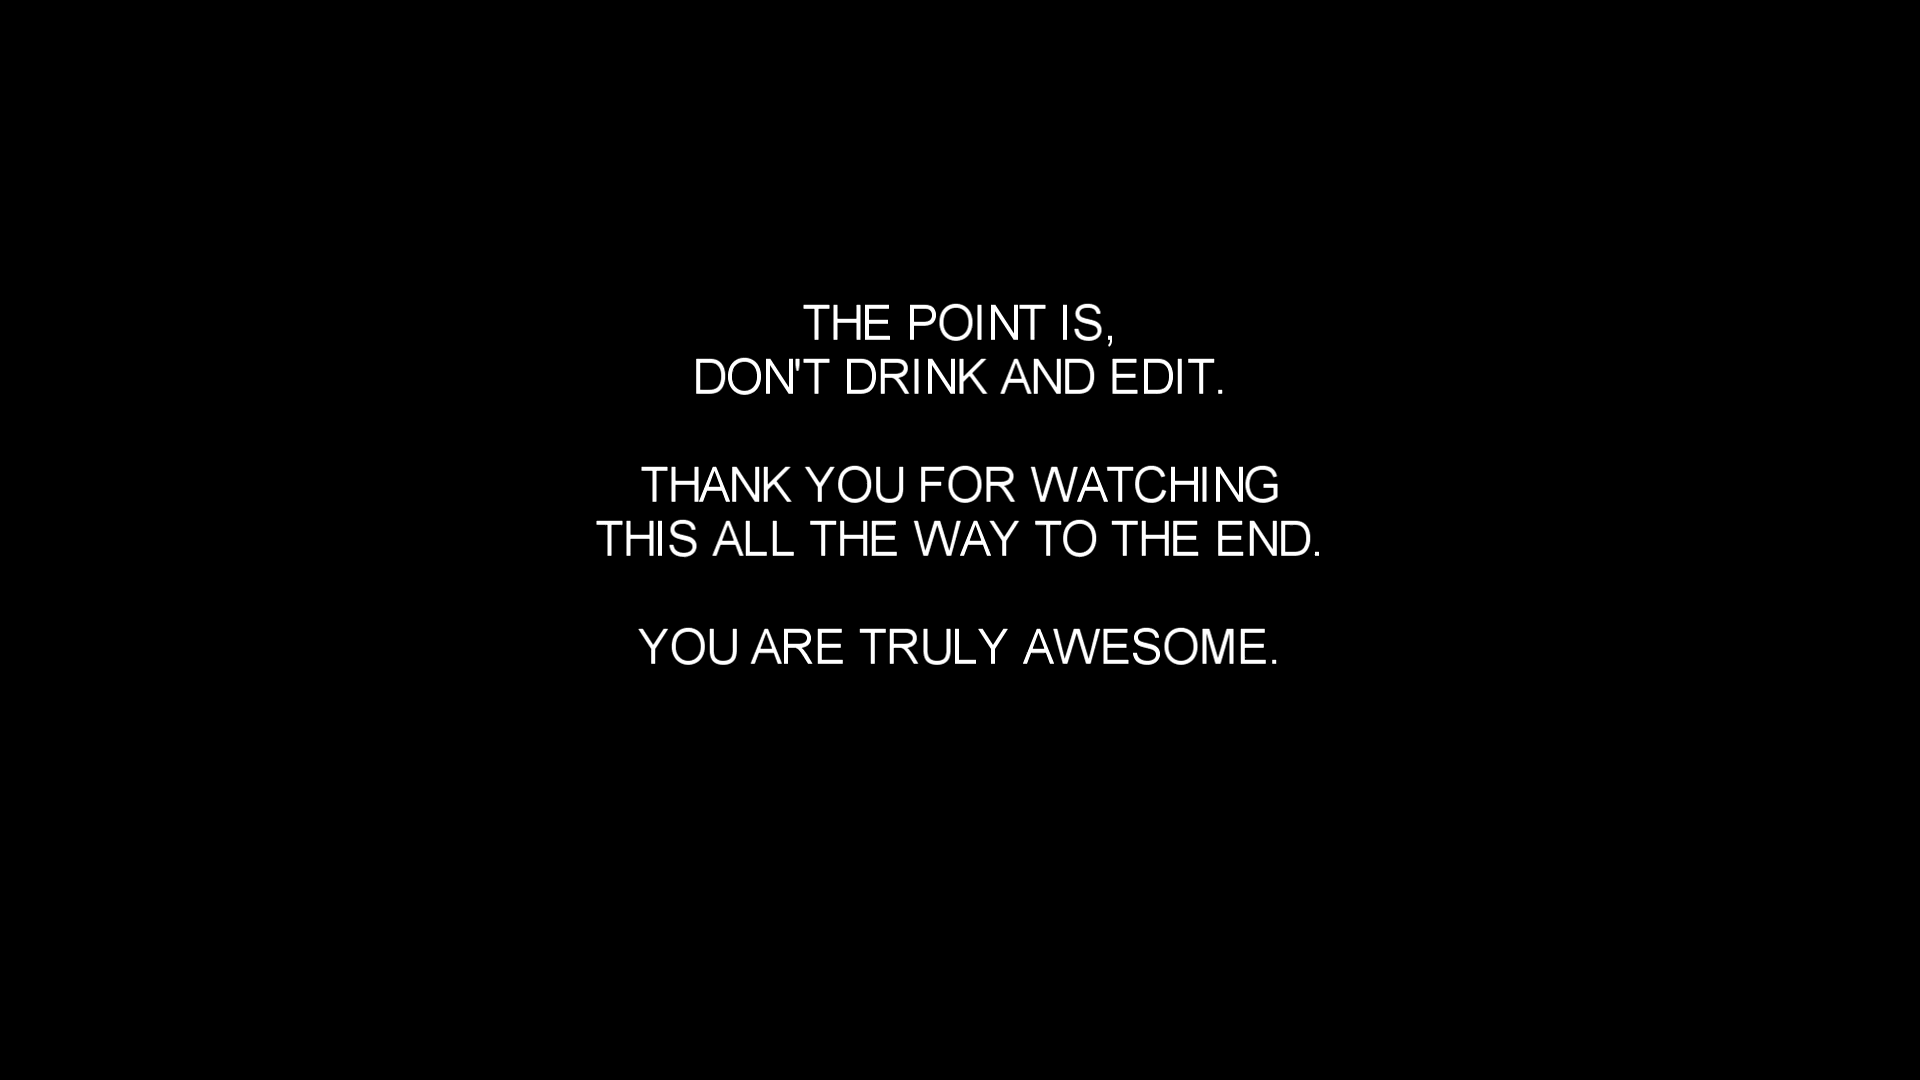 THE POINT IS,
DON'T DRINK AND EDIT.
THANK YOU FOR WATCHING
THIS ALL THE WAY TO THE END.
YOU ARE TRULY AWESOME.